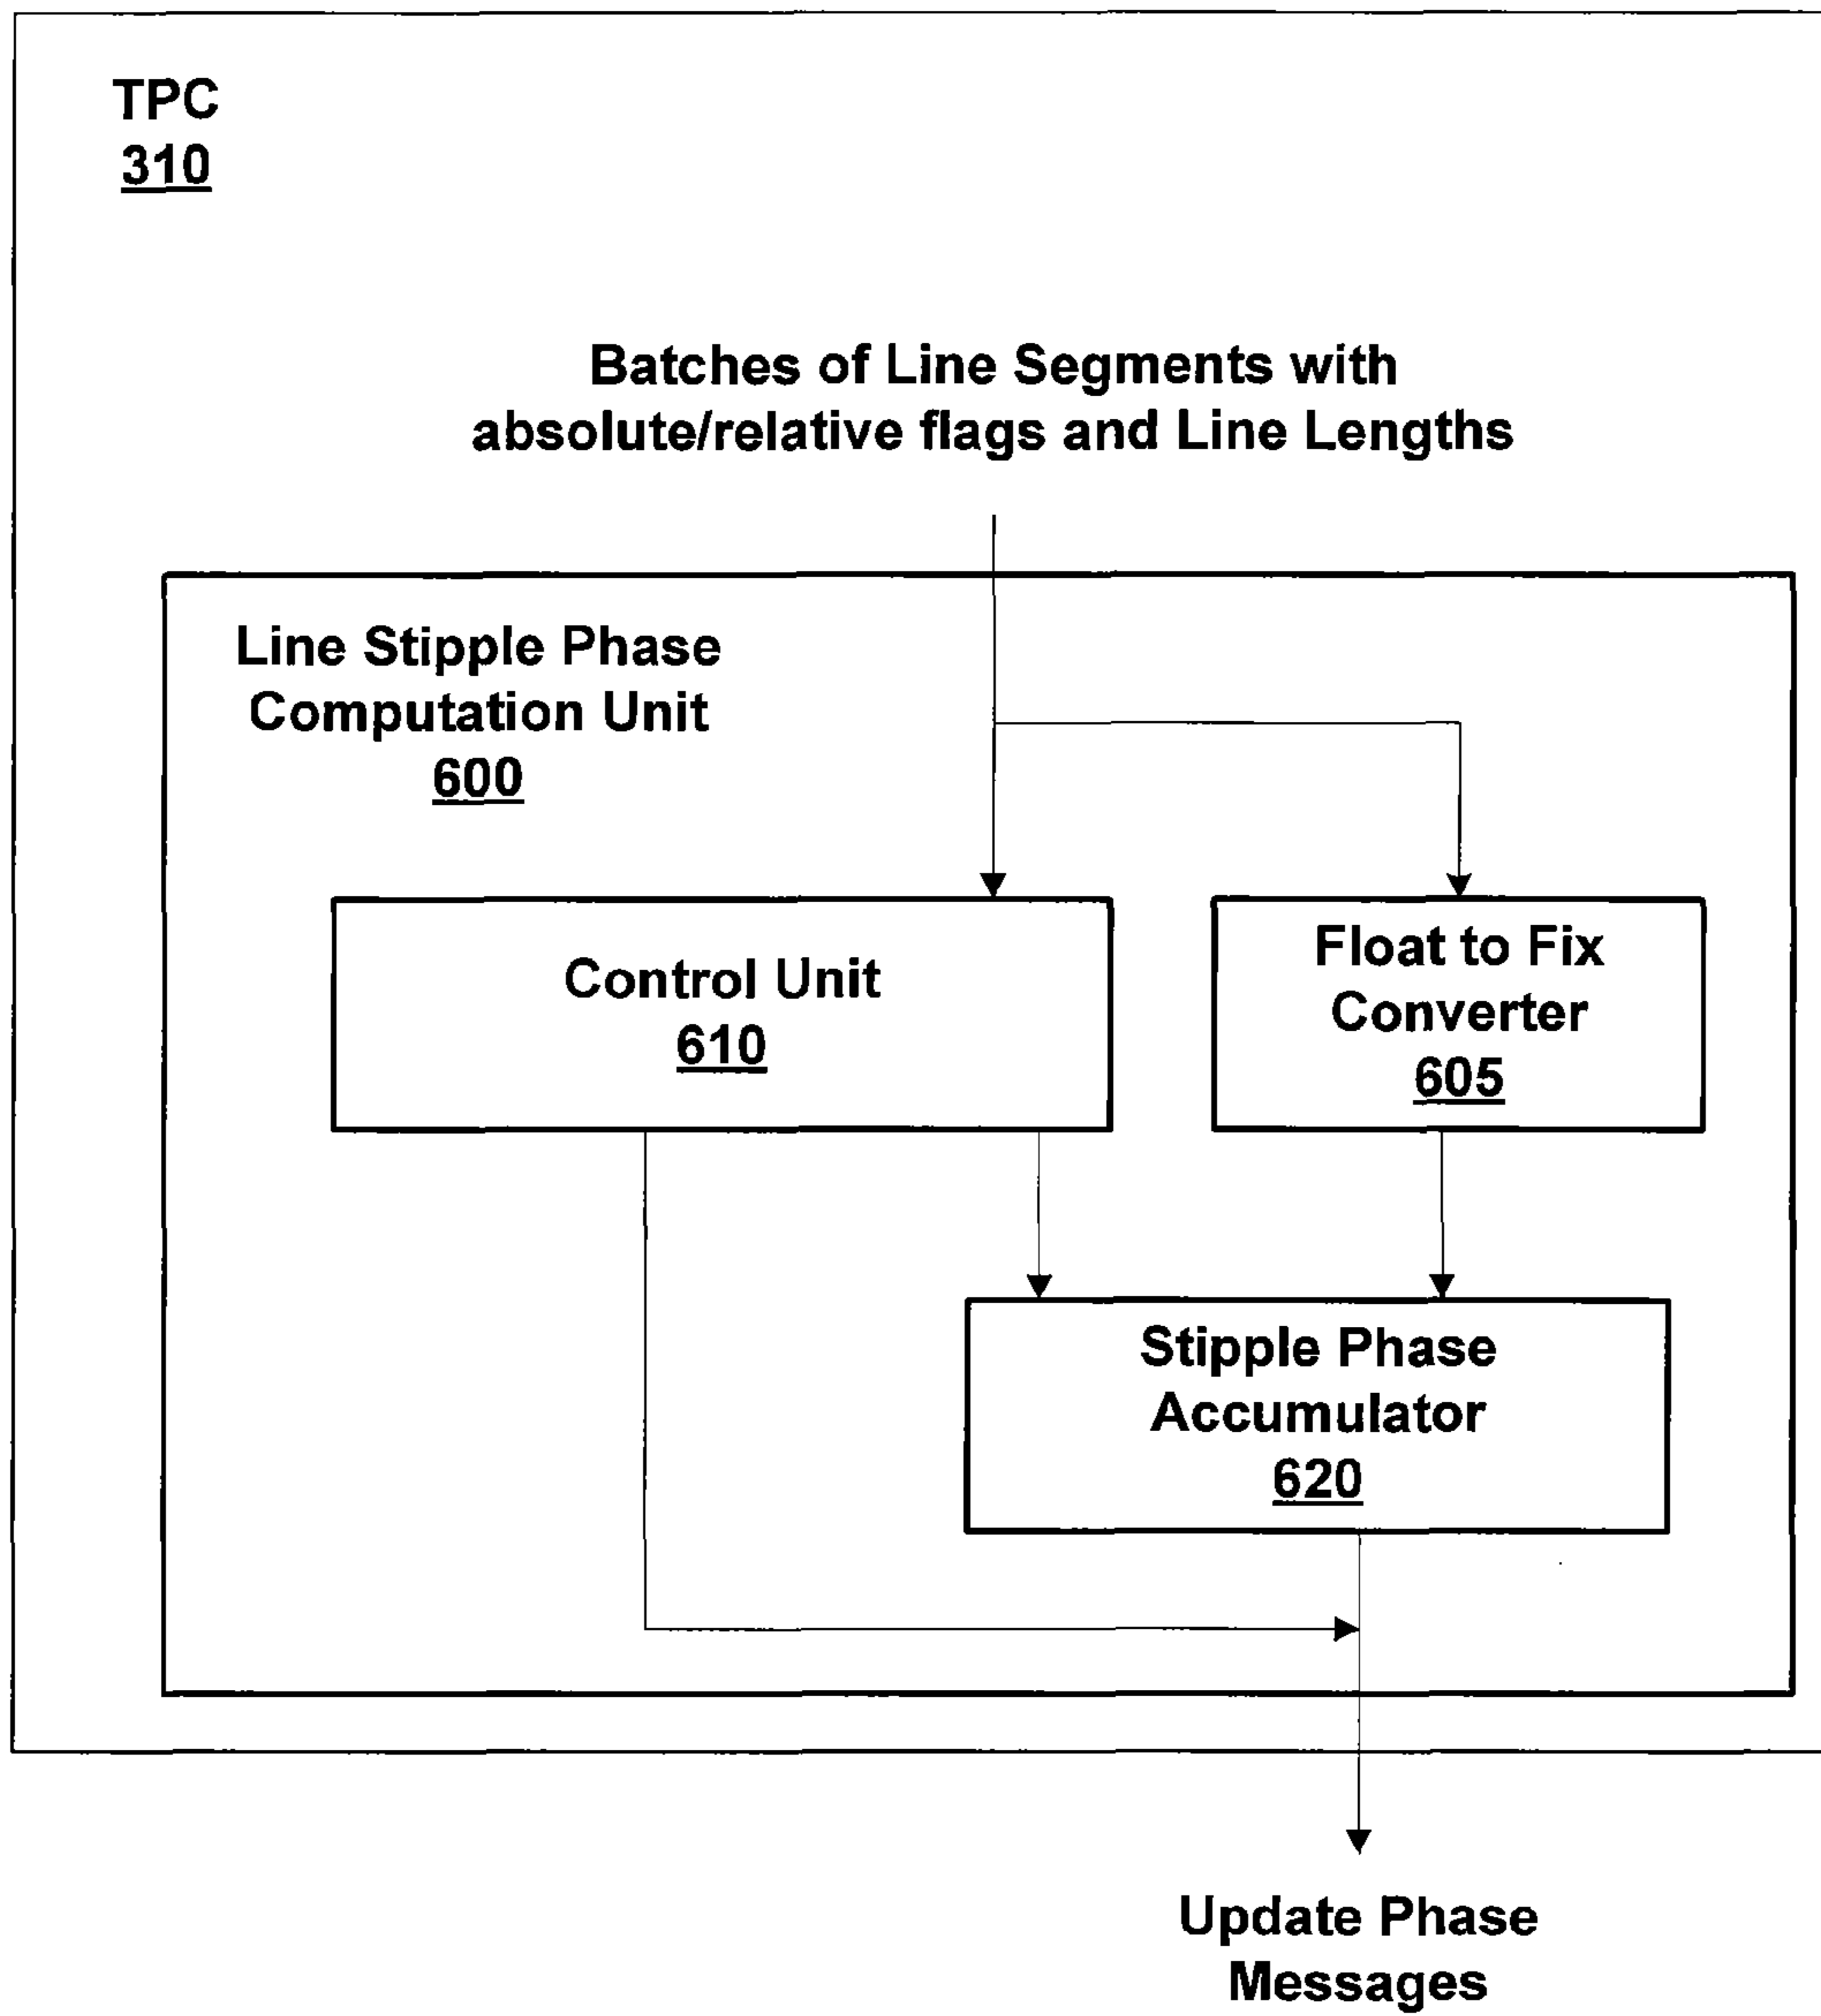 TPC
310
Batches of Line Segments with
absolute/relative flags and Line Lengths
Line Stipple Phase
Computation Unit
600
Control Unit
610
Float to Fix
Converter
605
Stipple Phase
Accumulator
620
Update Phase
Messages